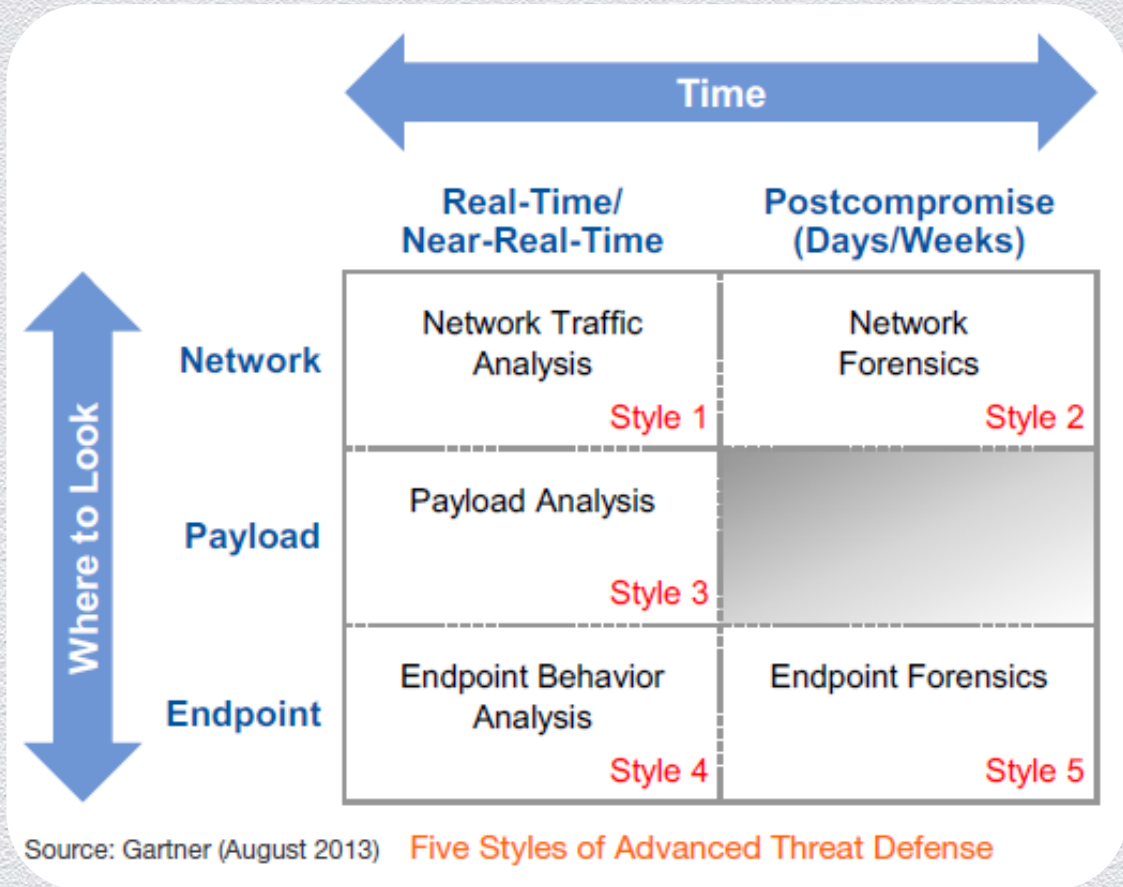 Time
Real-Time/
Near-Real-Time
Postcompromise
(Days/Weeks)
Where to Look
Network
Network Traffic
Analysis
Style 1
Network
Forensics
Style 2
Payload
Payload Analysis
Style 3
Endpoint
Endpoint Behavior
Analysis
Style 4
Endpoint Forensics
Style 5
Source: Gartner (August 2013) Five Styles of Advanced Threat Defense